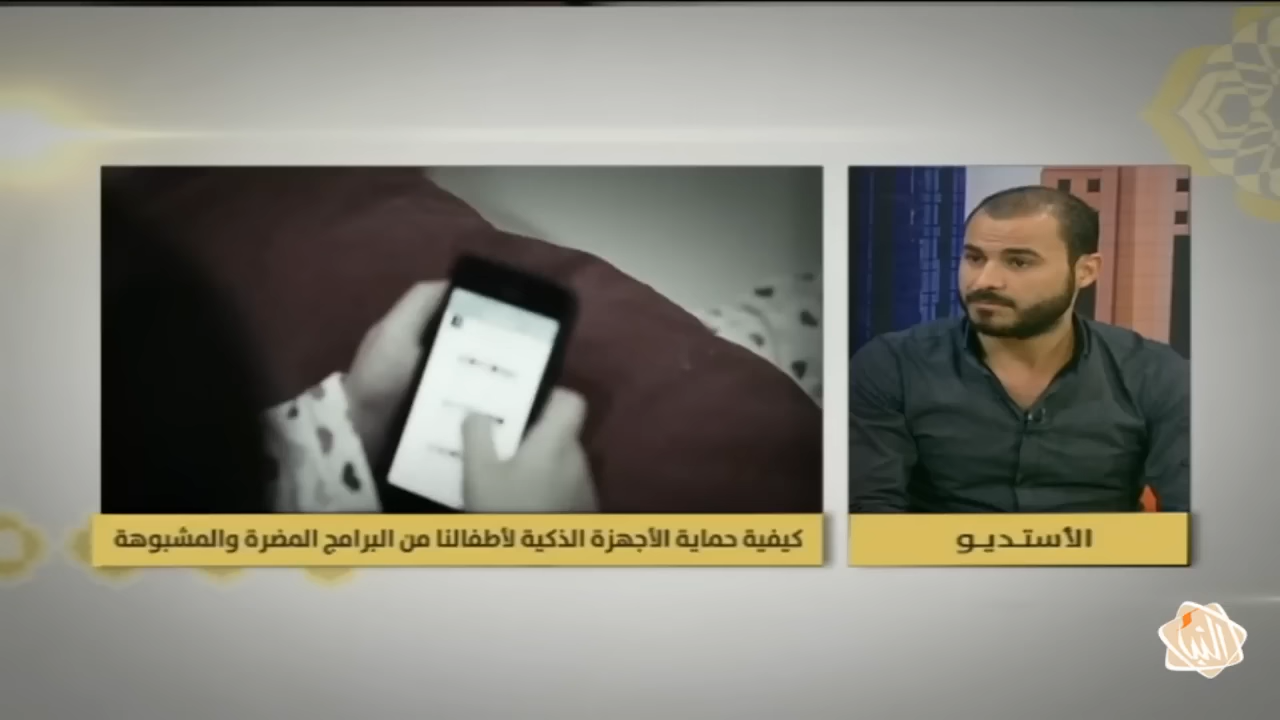 كيفية حماية الأجهزة الذكية لأطفالنا من البرامج المضرة والمشبوهة
الأستديو
النبأ